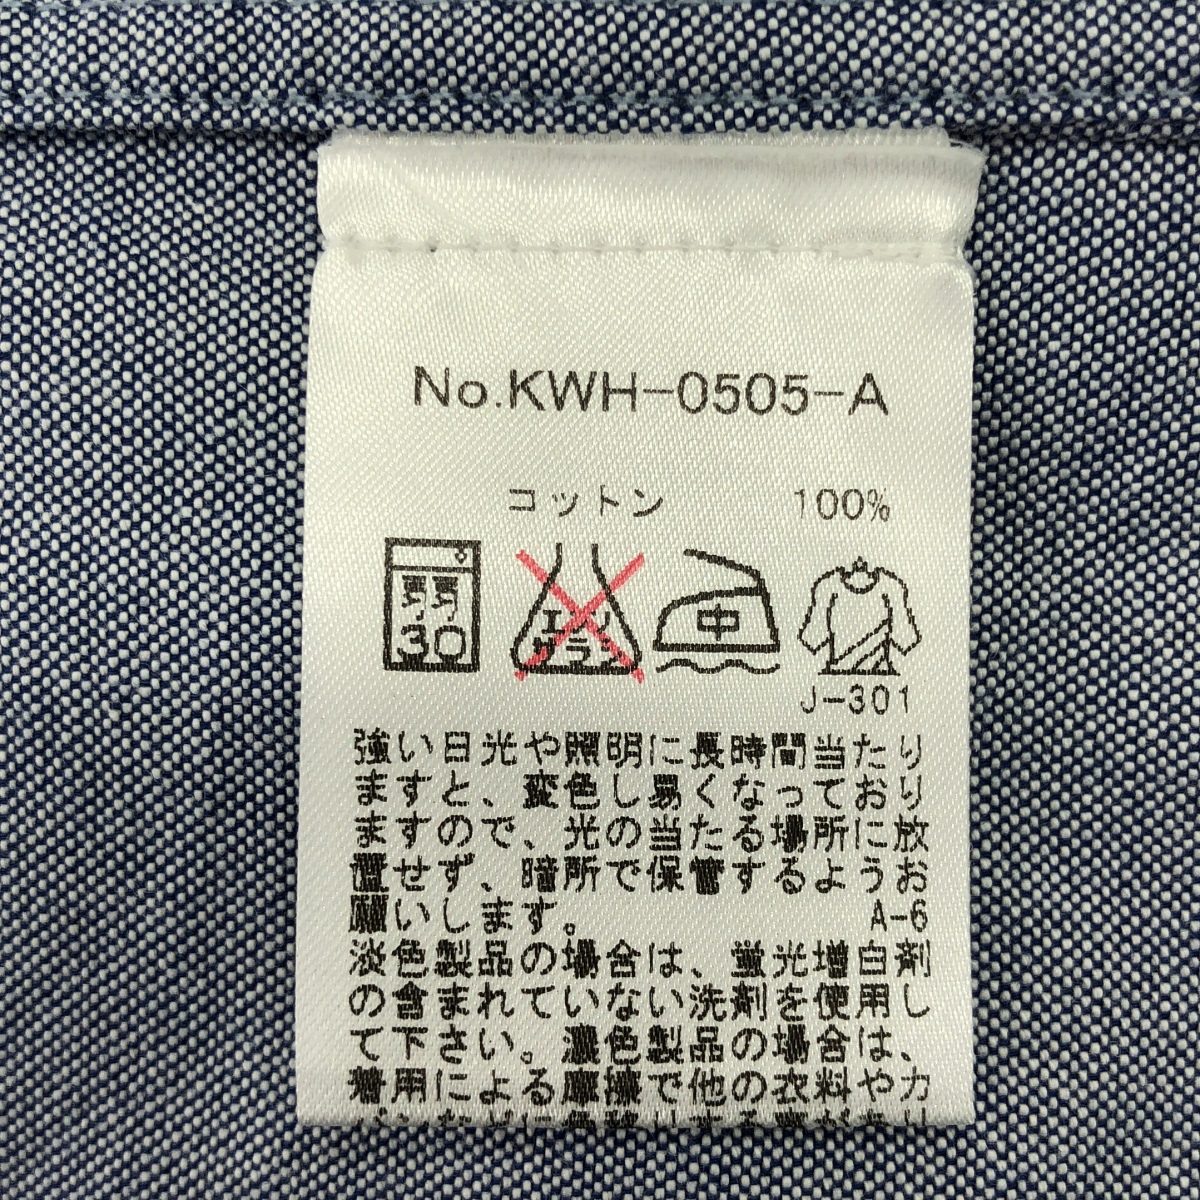 No.KWH-0505-A
コットン 100%
弱 30 エンソ サラシ 中
J-301
強い日光や照明に長時間当たり
ますと、変色し易くなっており
ますので、光の当たる場所に放
置せず、暗所で保管するようお
願いします。 A-6
淡色製品の場合は、蛍光増白剤
の含まれていない洗剤を使用し
て下さい。濃色製品の場合は、
着用による摩擦で他の衣料やカ